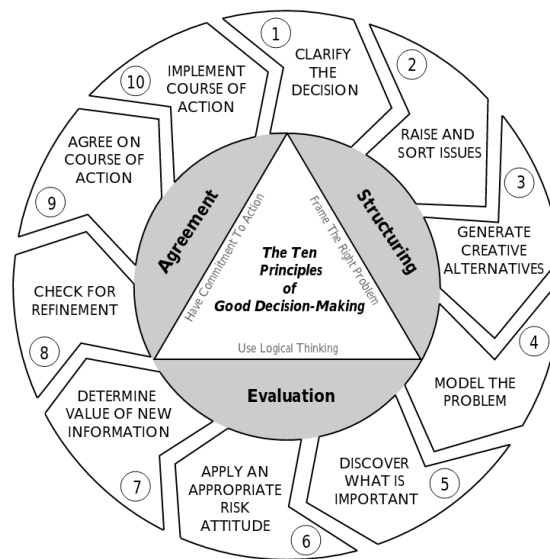 1
CLARIFY
THE
DECISION
2
RAISE AND
SORT ISSUES
3
GENERATE
CREATIVE
ALTERNATIVES
4
MODEL THE
PROBLEM
5
DISCOVER
WHAT IS
IMPORTANT
6
APPLY AN
APPROPRIATE
RISK
ATTITUDE
7
DETERMINE
VALUE OF NEW
INFORMATION
8
CHECK FOR
REFINEMENT
9
AGREE ON
COURSE OF
ACTION
10
IMPLEMENT
COURSE OF
ACTION
Agreement
Structuring
Evaluation
Have Commitment To Action
Frame The Right Problem
Use Logical Thinking
The Ten
Principles
of
Good Decision-Making